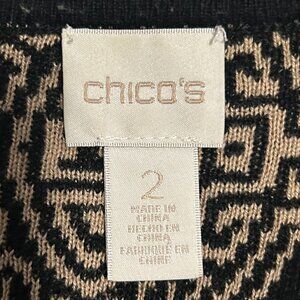 chico's
2
MADE IN
CHINA
HECHO EN
CHINA
FABRIQUÉ EN
CHINE